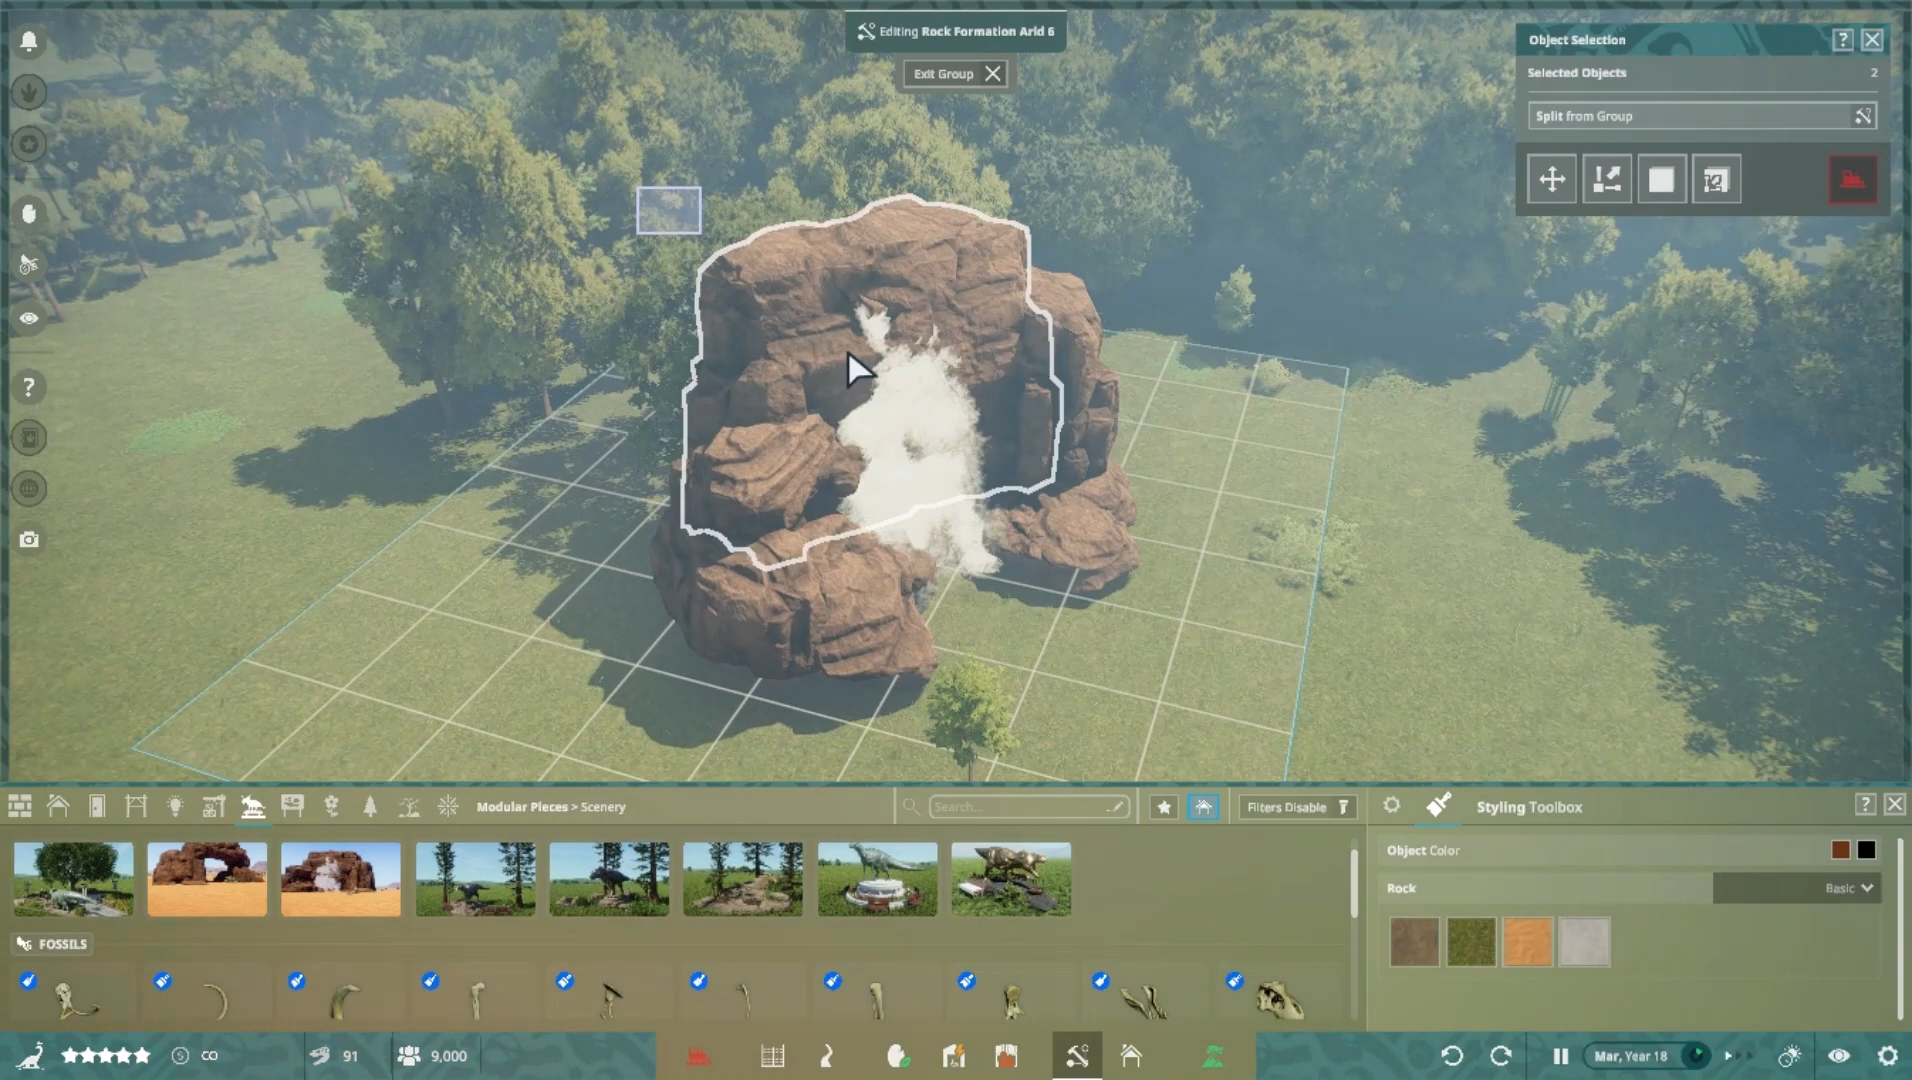 Editing Rock Formation Arid 6
Exit Group
Object Selection
?
Selected Objects 2
Split from Group
?
Modular Pieces > Scenery
Search...
Filters Disable
Styling Toolbox
?
Object Color
Rock
Basic
FOSSILS
91
9,000
Mar, Year 18